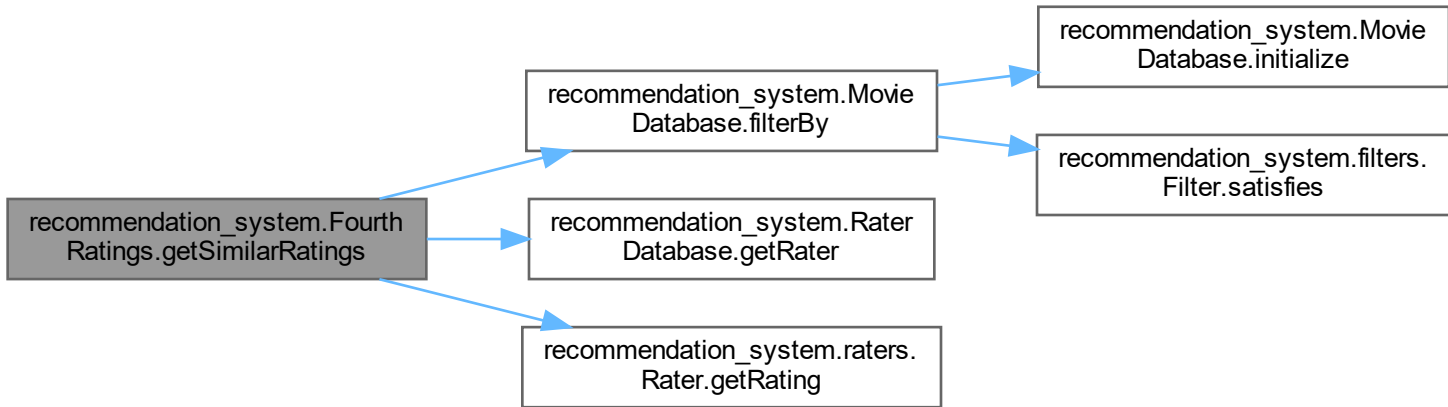 recommendation_system.Fourth
Ratings.getSimilarRatings
recommendation_system.Movie
Database.filterBy
recommendation_system.Movie
Database.initialize
recommendation_system.filters.
Filter.satisfies
recommendation_system.Rater
Database.getRater
recommendation_system.raters.
Rater.getRating